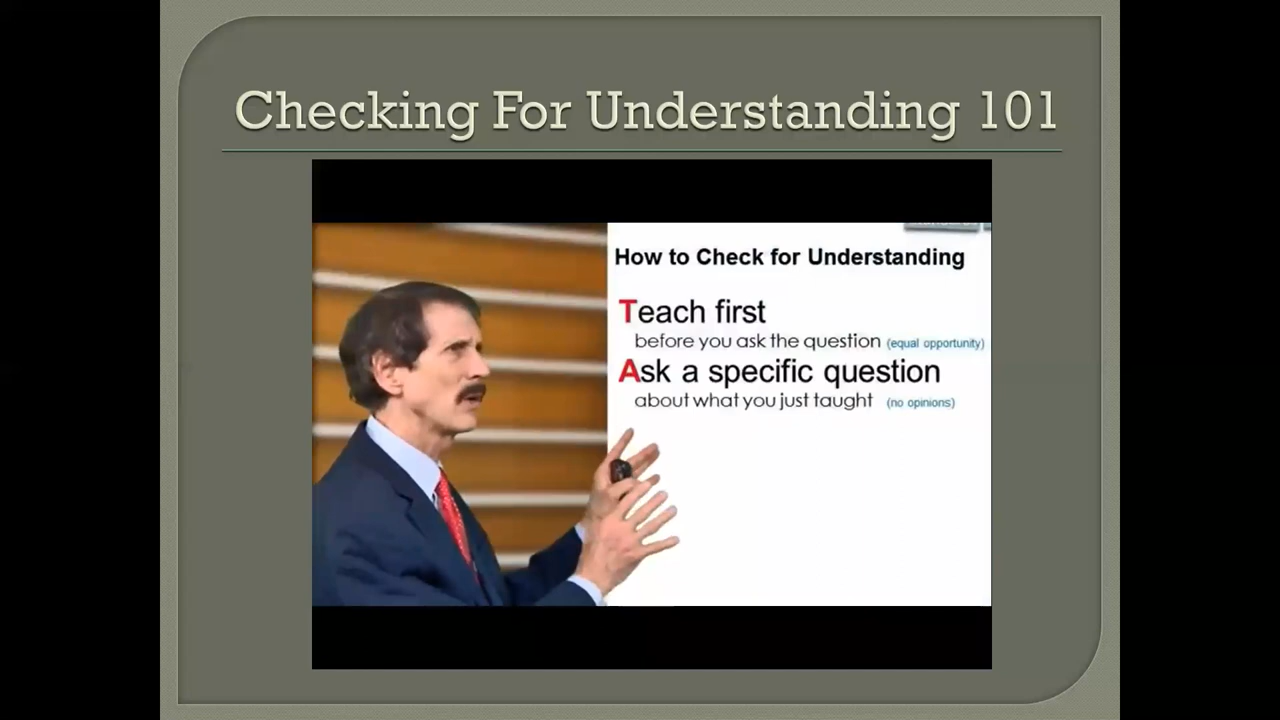 Checking For Understanding 101
How to Check for Understanding
Teach first
before you ask the question (equal opportunity)
Ask a specific question
about what you just taught (no opinions)